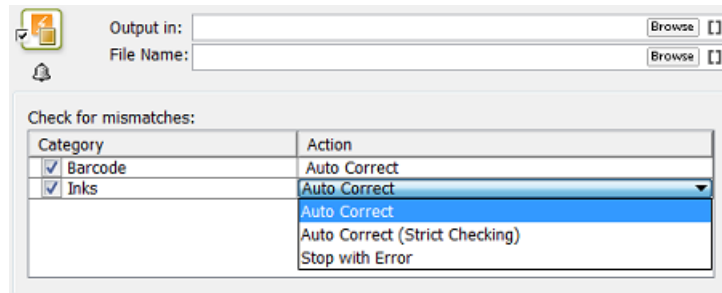 Output in: Browse []
File Name: Browse []
Check for mismatches:
Category Action
Barcode Auto Correct
Inks Auto Correct
Auto Correct
Auto Correct (Strict Checking)
Stop with Error